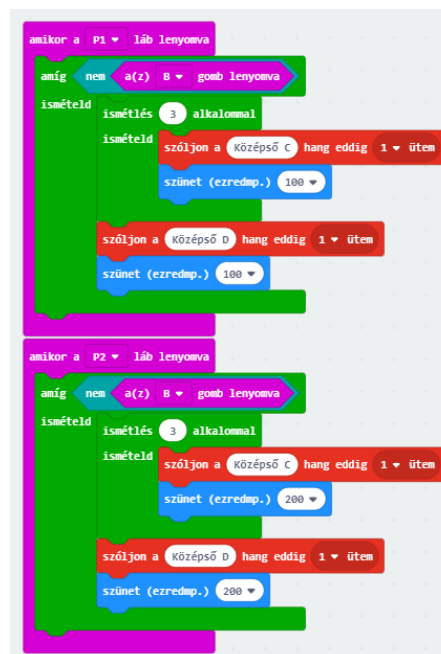 amikor a P1 láb lenyomva
amíg nem a(z) B gomb lenyomva
ismételd
ismétlés 3 alkalommal
ismételd
szóljon a Középső C hang eddig 1 ütem
szünet (ezredmp.) 100
szóljon a Középső D hang eddig 1 ütem
szünet (ezredmp.) 100
amikor a P2 láb lenyomva
amíg nem a(z) B gomb lenyomva
ismételd
ismétlés 3 alkalommal
ismételd
szóljon a Középső C hang eddig 1 ütem
szünet (ezredmp.) 200
szóljon a Középső D hang eddig 1 ütem
szünet (ezredmp.) 200